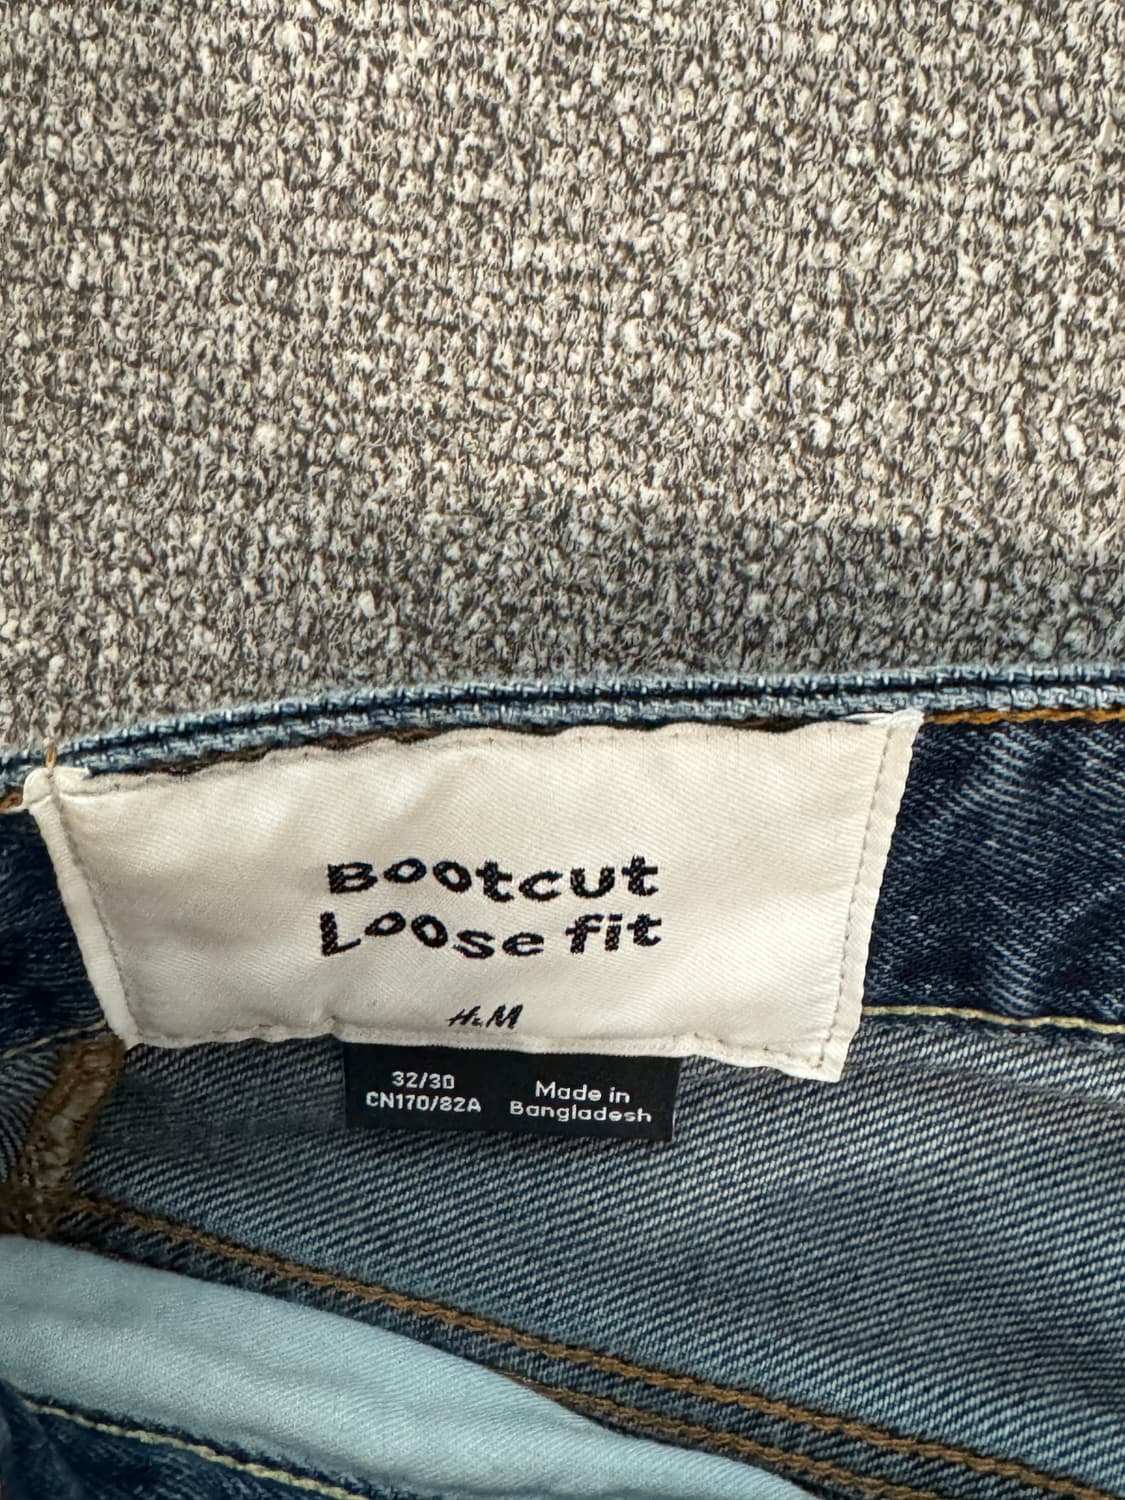 Bootcut
Loose fit
H&M
32/30
CN170/82A
Made in
Bangladesh